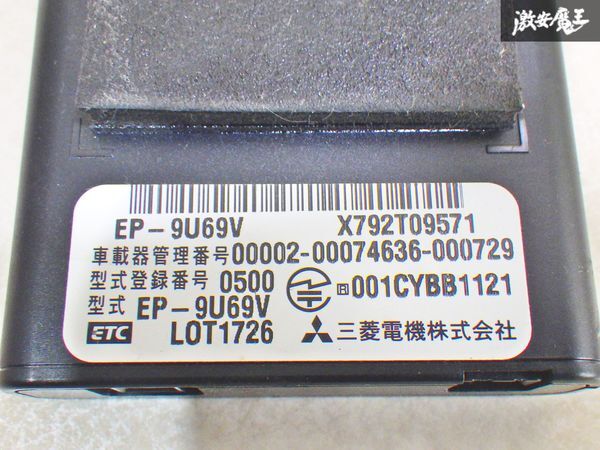 激安魔王
EP-9U69V X792T09571
車載器管理番号 00002-00074636-000729
型式登録番号 0500 R 001CYBB1121
型式 EP-9U69V
ETC LOT1726 三菱電機株式会社